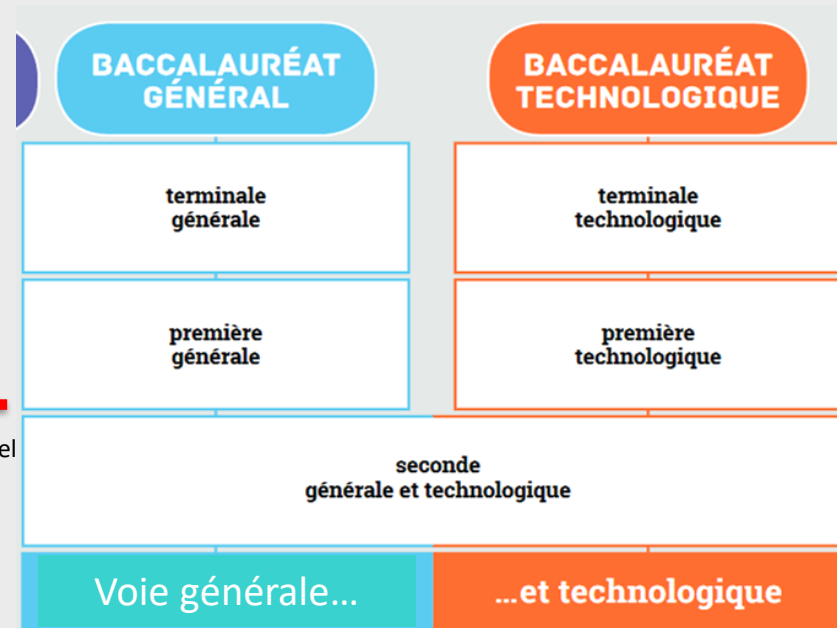 BACCALAURÉAT
GÉNÉRAL
BACCALAURÉAT
TECHNOLOGIQUE
terminale
générale
terminale
technologique
première
générale
première
technologique
el
seconde
générale et technologique
Voie générale...
...et technologique